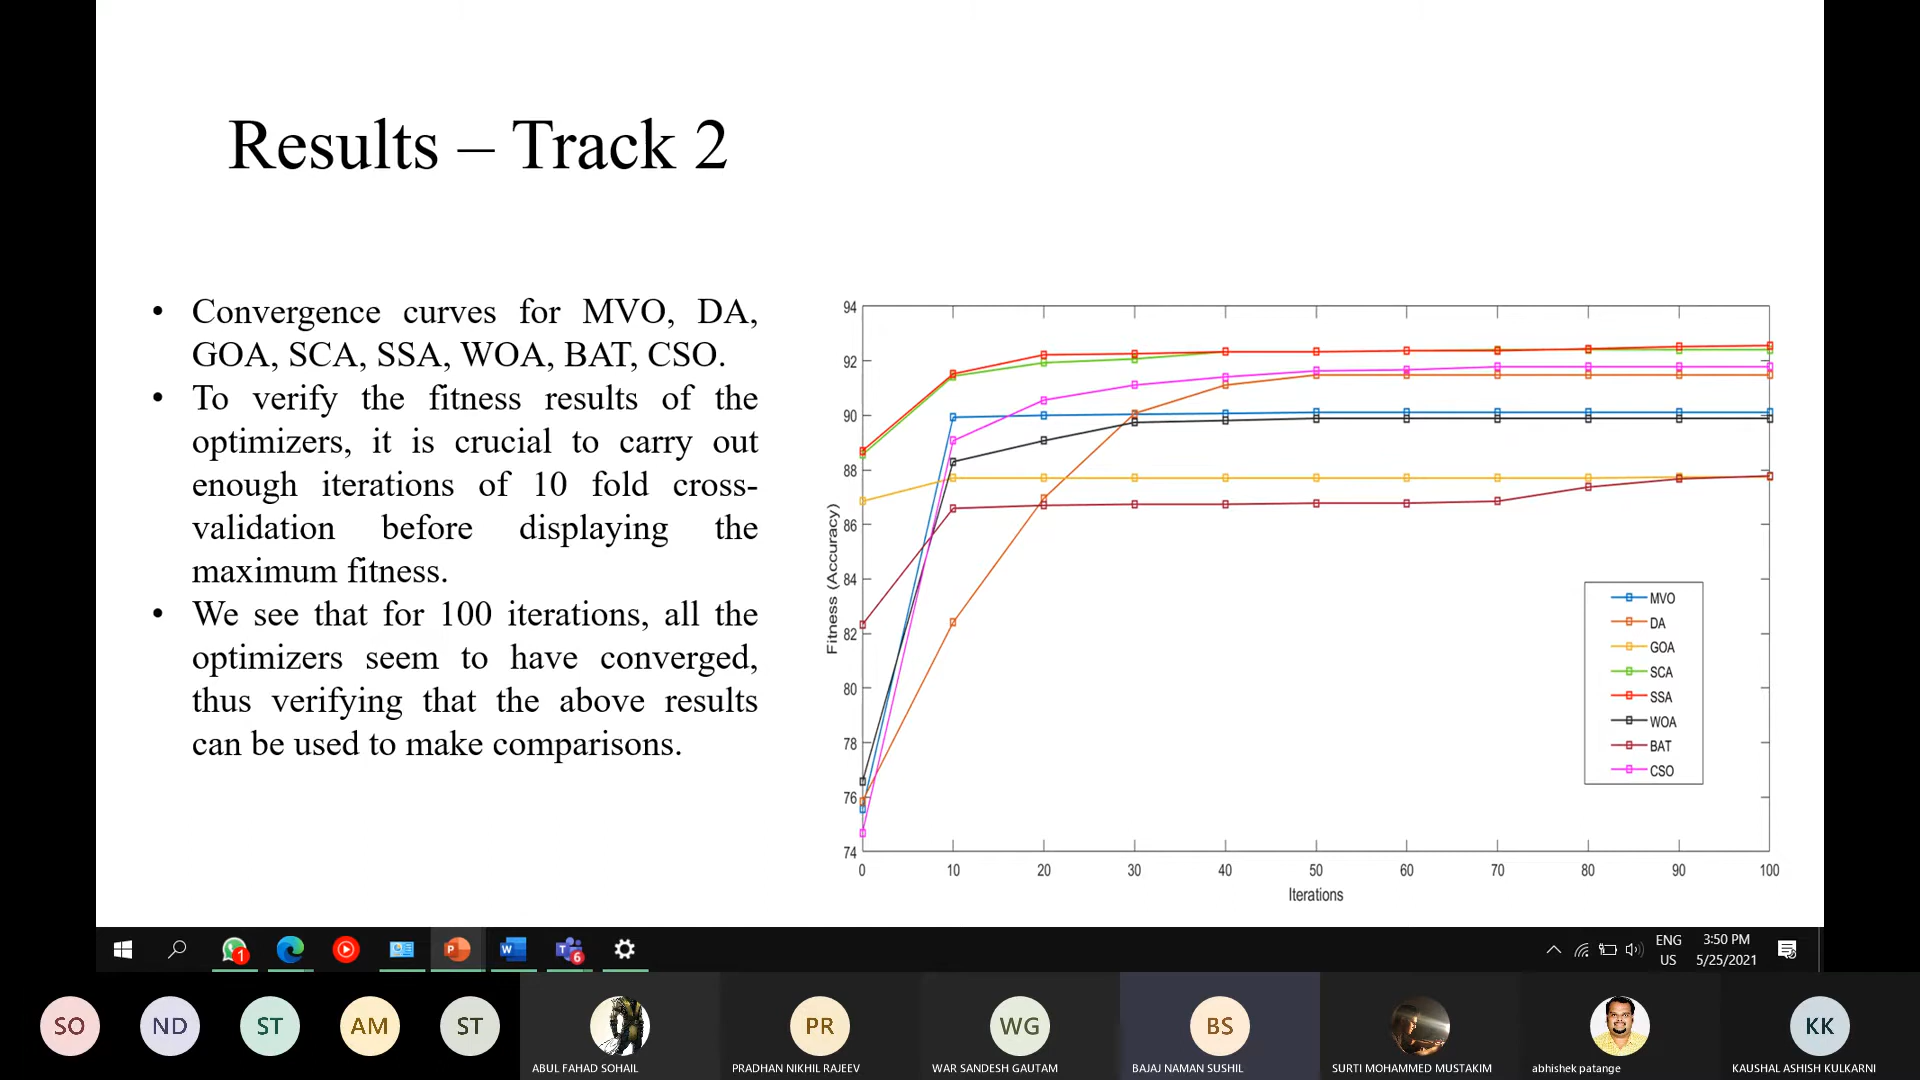 Results – Track 2
• Convergence curves for MVO, DA,
GOA, SCA, SSA, WOA, BAT, CSO.
• To verify the fitness results of the
optimizers, it is crucial to carry out
enough iterations of 10 fold cross-
validation before displaying the
maximum fitness.
• We see that for 100 iterations, all the
optimizers seem to have converged,
thus verifying that the above results
can be used to make comparisons.
94
92
90
88
86
84
82
80
78
76
74
Fitness (Accuracy)
0 10 20 30 40 50 60 70 80 90 100
Iterations
MVO
DA
GOA
SCA
SSA
WOA
BAT
CSO
1
P
W
T
6
ENG
US
3:50 PM
5/25/2021
SO ND ST AM ST PR WG BS KK
ABUL FAHAD SOHAIL PRADHAN NIKHIL RAJEEV WAR SANDESH GAUTAM BAJAJ NAMAN SUSHIL SURTI MOHAMMED MUSTAKIM abhishek patange KAUSHAL ASHISH KULKARNI